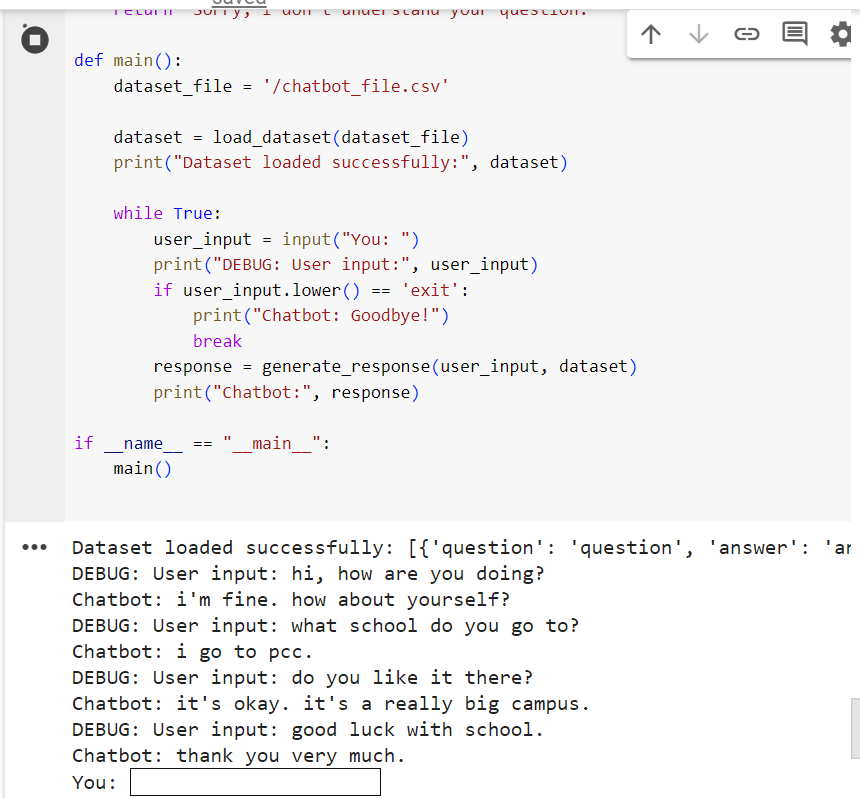 saved
return "Sorry, I don't understand your question."
def main():
    dataset_file = '/chatbot_file.csv'
    dataset = load_dataset(dataset_file)
    print("Dataset loaded successfully:", dataset)
    while True:
        user_input = input("You: ")
        print("DEBUG: User input:", user_input)
        if user_input.lower() == 'exit':
            print("Chatbot: Goodbye!")
            break
        response = generate_response(user_input, dataset)
        print("Chatbot:", response)
if __name__ == "__main__":
    main()
Dataset loaded successfully: [{'question': 'question', 'answer': 'ar
DEBUG: User input: hi, how are you doing?
Chatbot: i'm fine. how about yourself?
DEBUG: User input: what school do you go to?
Chatbot: i go to pcc.
DEBUG: User input: do you like it there?
Chatbot: it's okay. it's a really big campus.
DEBUG: User input: good luck with school.
Chatbot: thank you very much.
You: